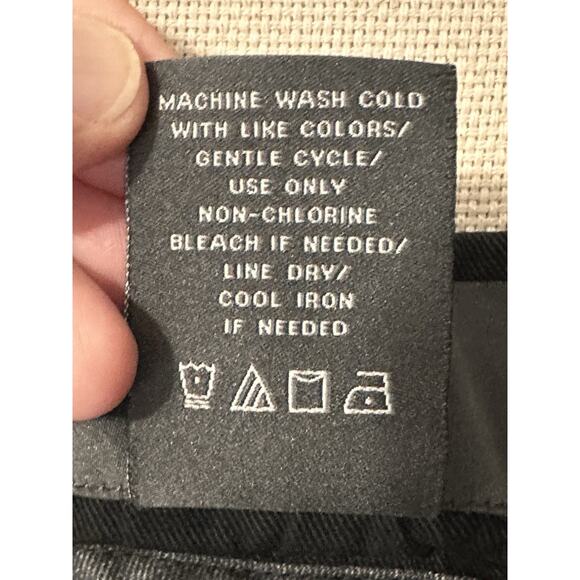 MACHINE WASH COLD
WITH LIKE COLORS/
GENTLE CYCLE/
USE ONLY
NON-CHLORINE
BLEACH IF NEEDED/
LINE DRY/
COOL IRON
IF NEEDED